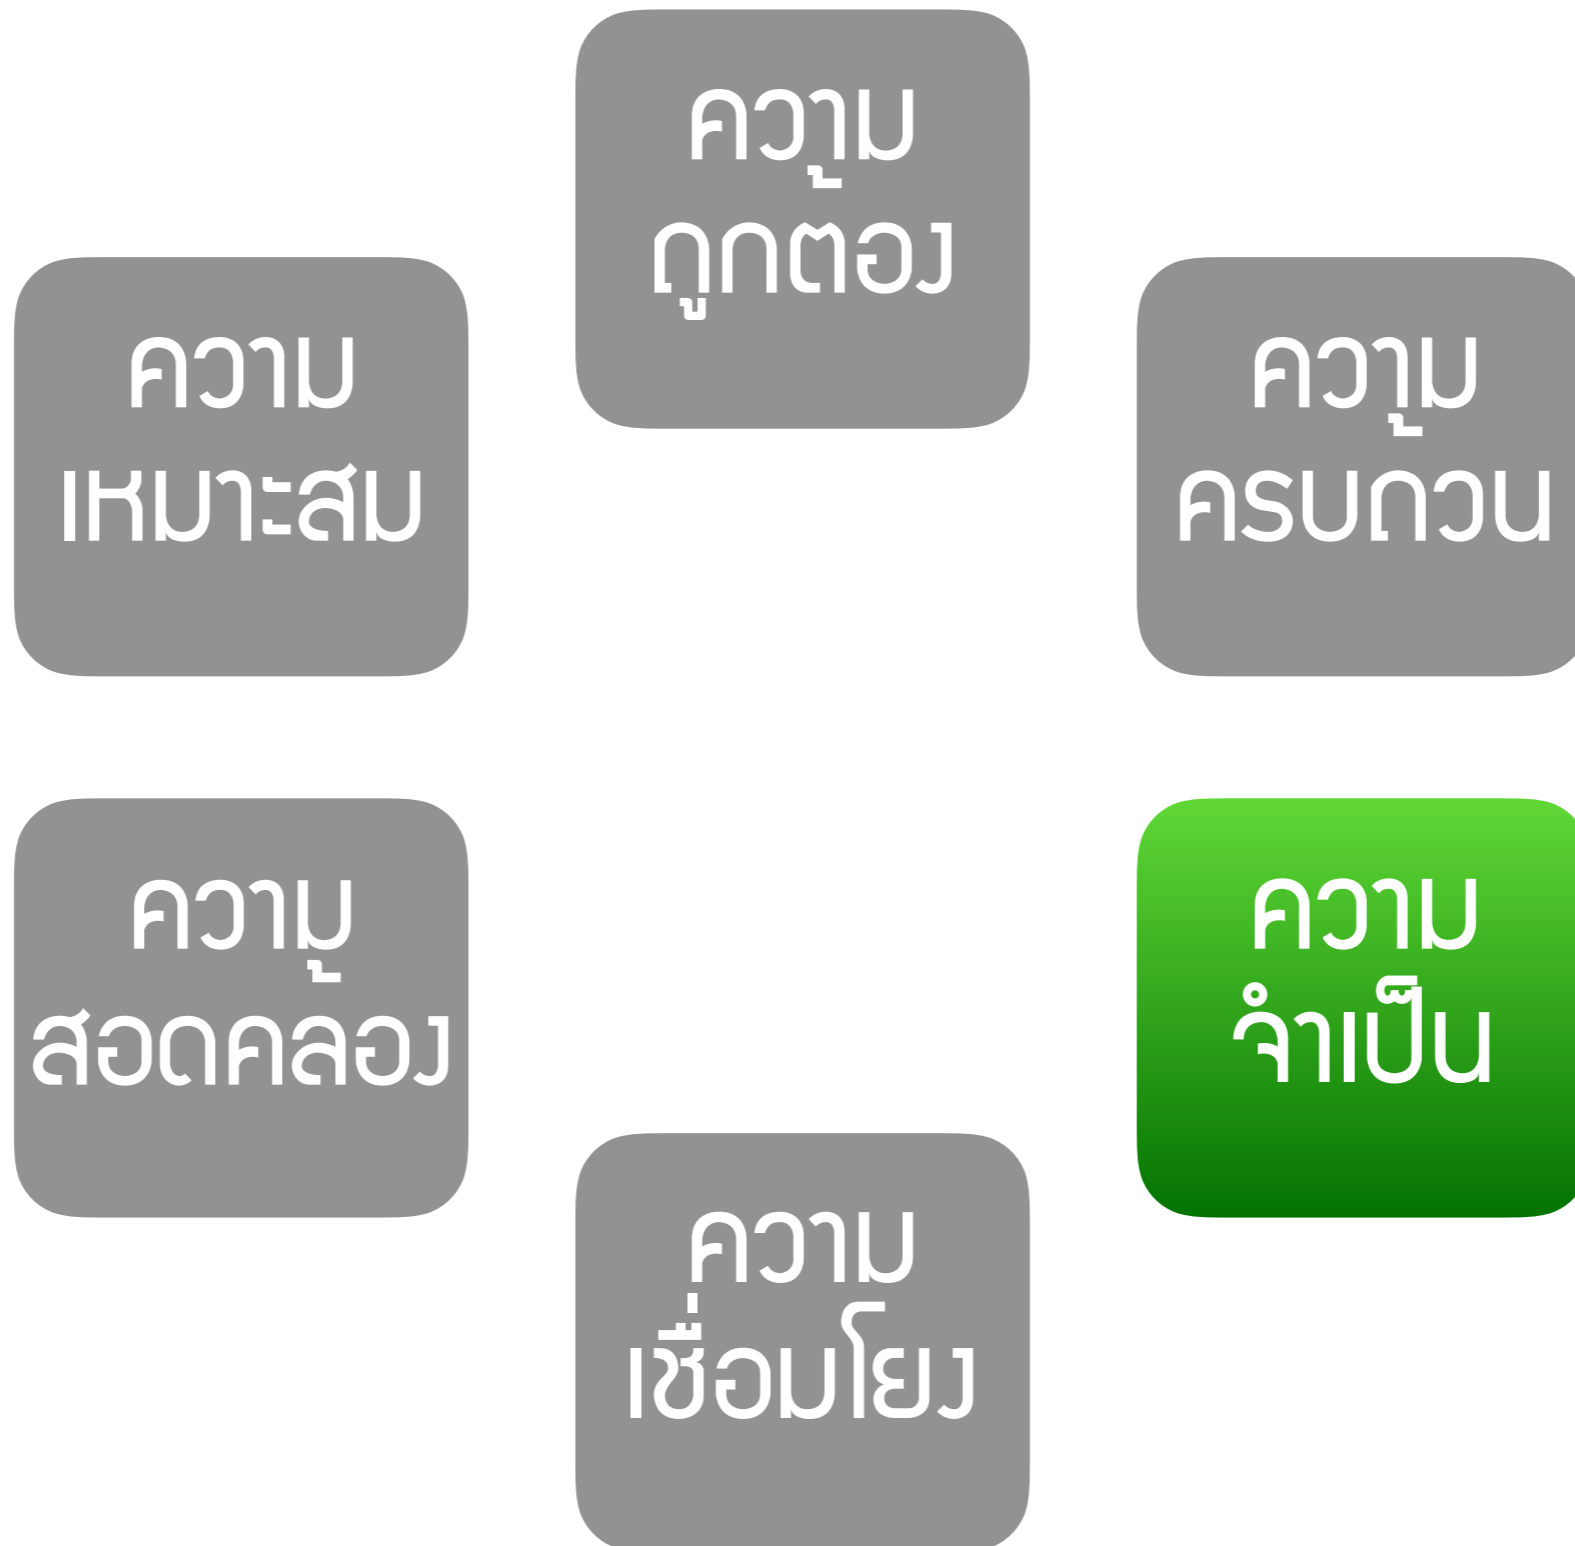 ความ
ถูกต้อง
ความ
ครบถ้วน
ความ
จำเป็น
ความ
เชื่อมโยง
ความ
สอดคล้อง
ความ
เหมาะสม